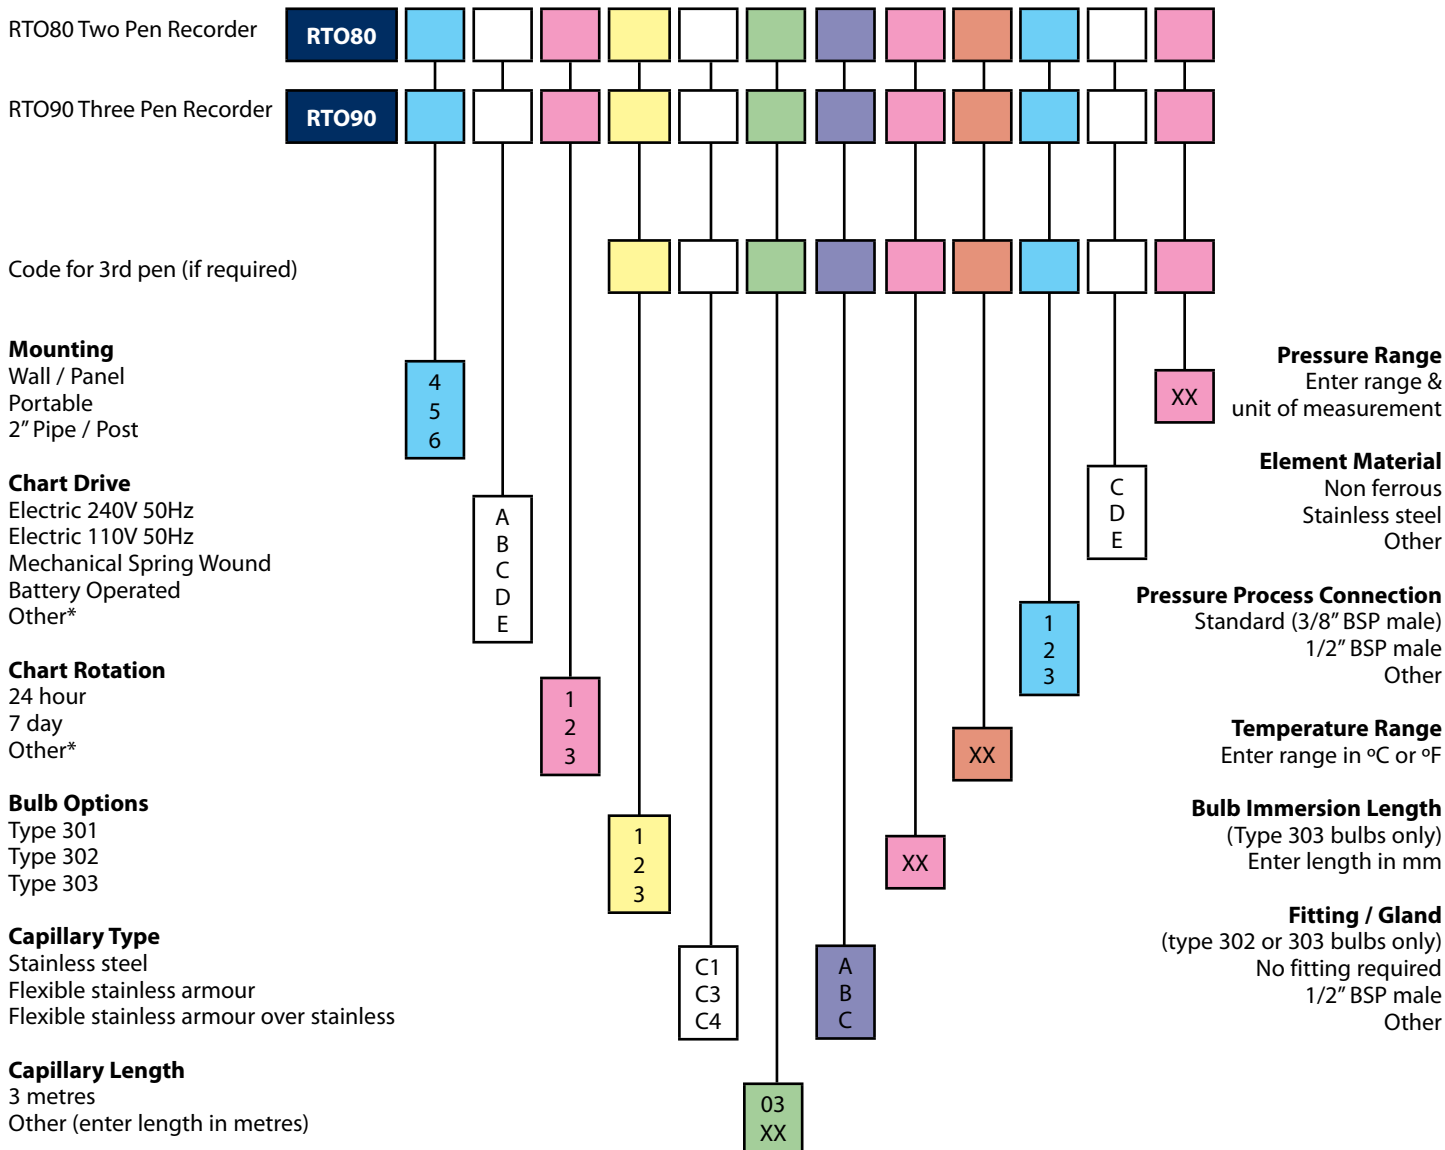 RTO80 Two Pen Recorder
RTO80
RTO90 Three Pen Recorder
RTO90
Code for 3rd pen (if required)
Mounting
Wall / Panel
Portable
2” Pipe / Post
4
5
6
Chart Drive
Electric 240V 50Hz
Electric 110V 50Hz
Mechanical Spring Wound
Battery Operated
Other*
A
B
C
D
E
Chart Rotation
24 hour
7 day
Other*
1
2
3
Bulb Options
Type 301
Type 302
Type 303
1
2
3
Capillary Type
Stainless steel
Flexible stainless armour
Flexible stainless armour over stainless
C1
C3
C4
Capillary Length
3 metres
Other (enter length in metres)
03
XX
Pressure Range
Enter range &
unit of measurement
XX
Element Material
Non ferrous
Stainless steel
Other
C
D
E
Pressure Process Connection
Standard (3/8” BSP male)
1/2” BSP male
Other
1
2
3
Temperature Range
Enter range in ºC or ºF
XX
Bulb Immersion Length
(Type 303 bulbs only)
Enter length in mm
XX
Fitting / Gland
(type 302 or 303 bulbs only)
No fitting required
1/2” BSP male
Other
A
B
C